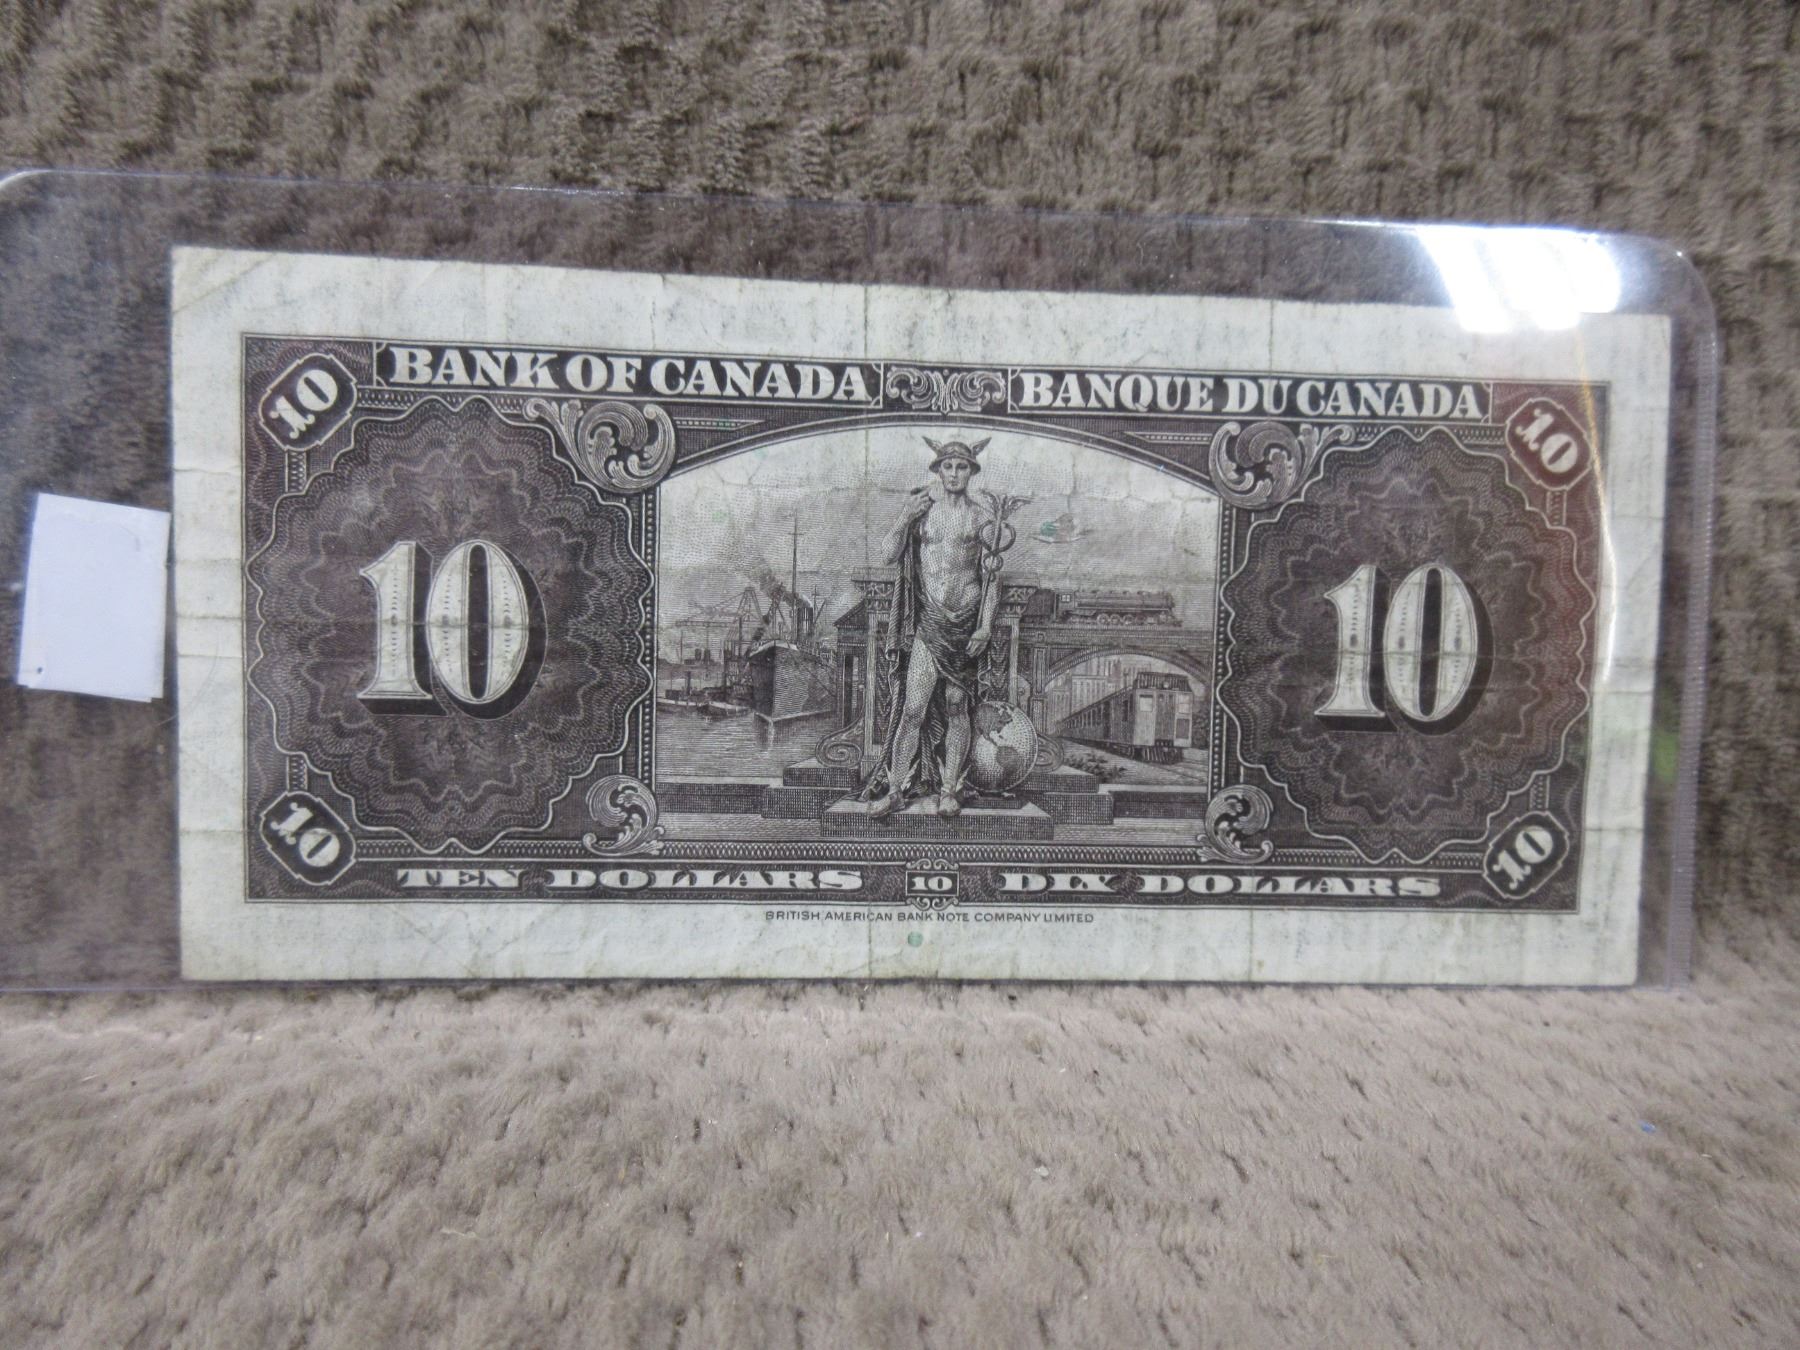 10 BANK OF CANADA BANQUE DU CANADA 10
10 10
10 TEN DOLLARS 10 DIX DOLLARS 10
BRITISH AMERICAN BANK NOTE COMPANY LIMITED